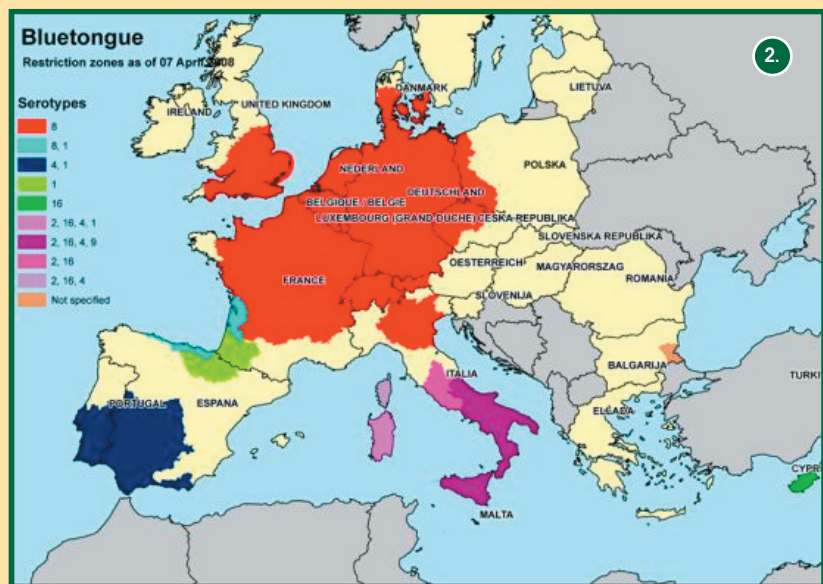 Bluetongue
Restriction zones as of 07 April 2008
2.
Serotypes
8
8, 1
4, 1
1
16
2, 16, 4, 1
2, 16, 4, 9
2, 16
2, 16, 4
Not specified
DANMARK
LIETUVA
UNITED KINGDOM
IRELAND
POLSKA
NEDERLAND
DEUTSCHLAND
BELGIQUE / BELGIË
LUXEMBOURG (GRAND-DUCHE)
CESKA REPUBLIKA
SLOVENSKA REPUBLIKA
OESTERREICH
MAGYARORSZAG
FRANCE
ROMANIA
SLOVENIJA
BALGARIJA
ITALIA
TURKI
PORTUGAL
ESPANA
ELLADA
CYPR
MALTA